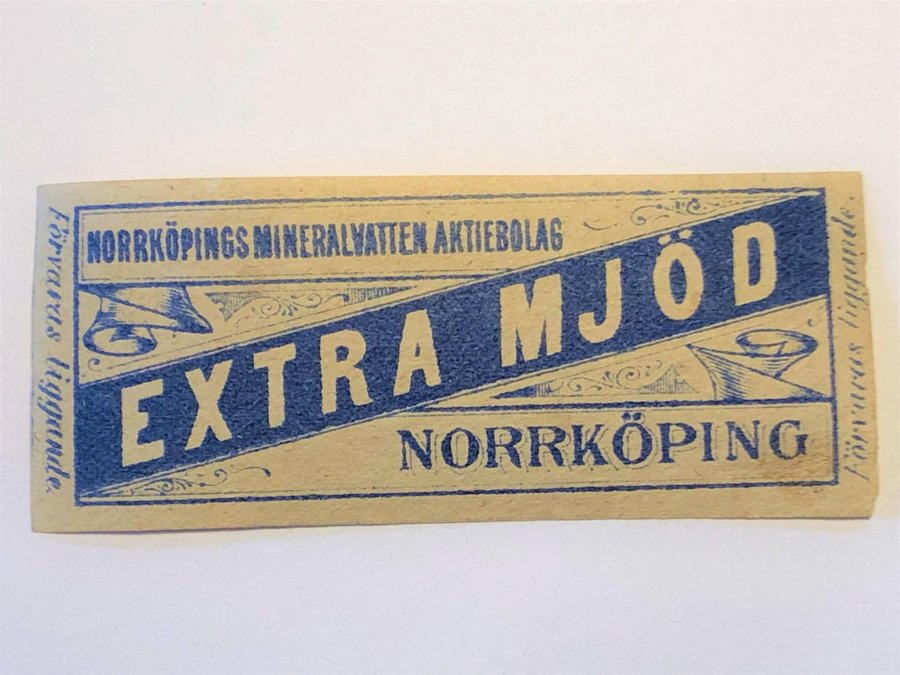 NORRKÖPINGS MINERALVATTEN AKTIEBOLAG
EXTRA MJÖD
NORRKÖPING
Förvaras liggande.
Förvaras liggande.